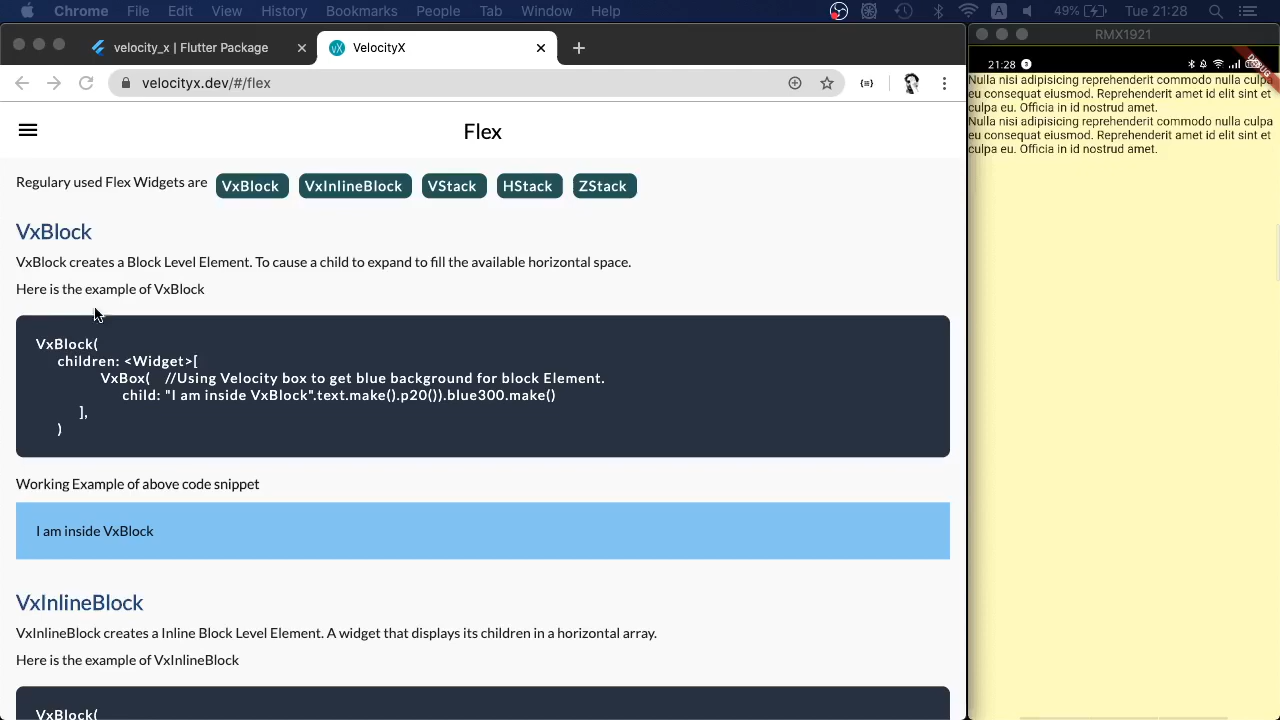 Chrome File Edit View History Bookmarks People Tab Window Help A 49% Tue 21:28
velocity_x | Flutter Package
VX VelocityX
RMX1921
velocityx.dev/#/flex
21:28 3
DEBUG
Flex
Regulary used Flex Widgets are VxBlock VxInlineBlock VStack HStack ZStack
VxBlock
VxBlock creates a Block Level Element. To cause a child to expand to fill the available horizontal space.
Here is the example of VxBlock
VxBlock(
children: <Widget>[
VxBox( //Using Velocity box to get blue background for block Element.
child: "I am inside VxBlock".text.make().p20()).blue300.make()
],
)
Working Example of above code snippet
I am inside VxBlock
VxInlineBlock
VxInlineBlock creates a Inline Block Level Element. A widget that displays its children in a horizontal array.
Here is the example of VxInlineBlock
VxBlock(
Nulla nisi adipisicing reprehenderit commodo nulla culpa
eu consequat eiusmod. Reprehenderit amet id elit sint et
culpa eu. Officia in id nostrud amet.
Nulla nisi adipisicing reprehenderit commodo nulla culpa
eu consequat eiusmod. Reprehenderit amet id elit sint et
culpa eu. Officia in id nostrud amet.